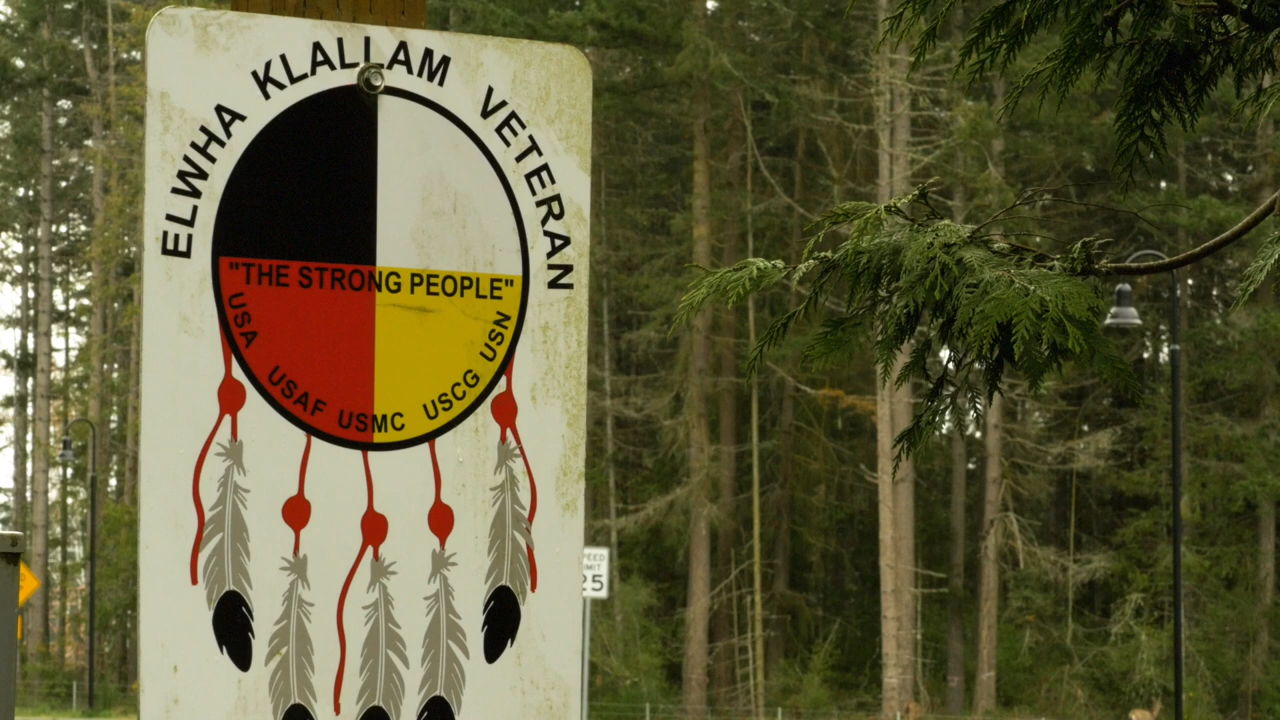 ELWHA KLALLAM VETERAN
"THE STRONG PEOPLE"
USA USAF USMC USCG USN
25